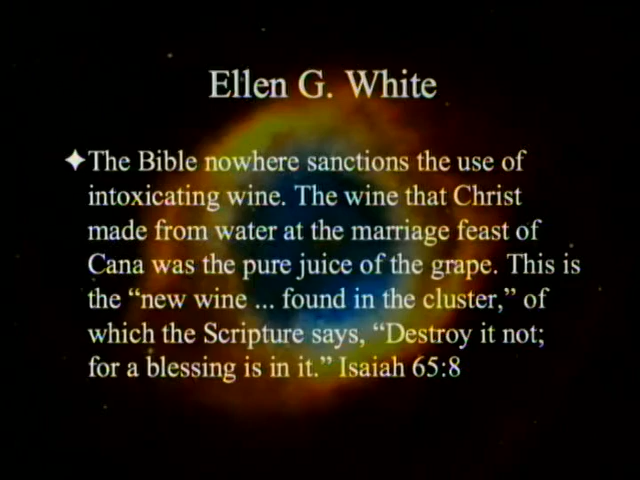 Ellen G. White
The Bible nowhere sanctions the use of
intoxicating wine. The wine that Christ
made from water at the marriage feast of
Cana was the pure juice of the grape. This is
the “new wine ... found in the cluster,” of
which the Scripture says, “Destroy it not;
for a blessing is in it.” Isaiah 65:8